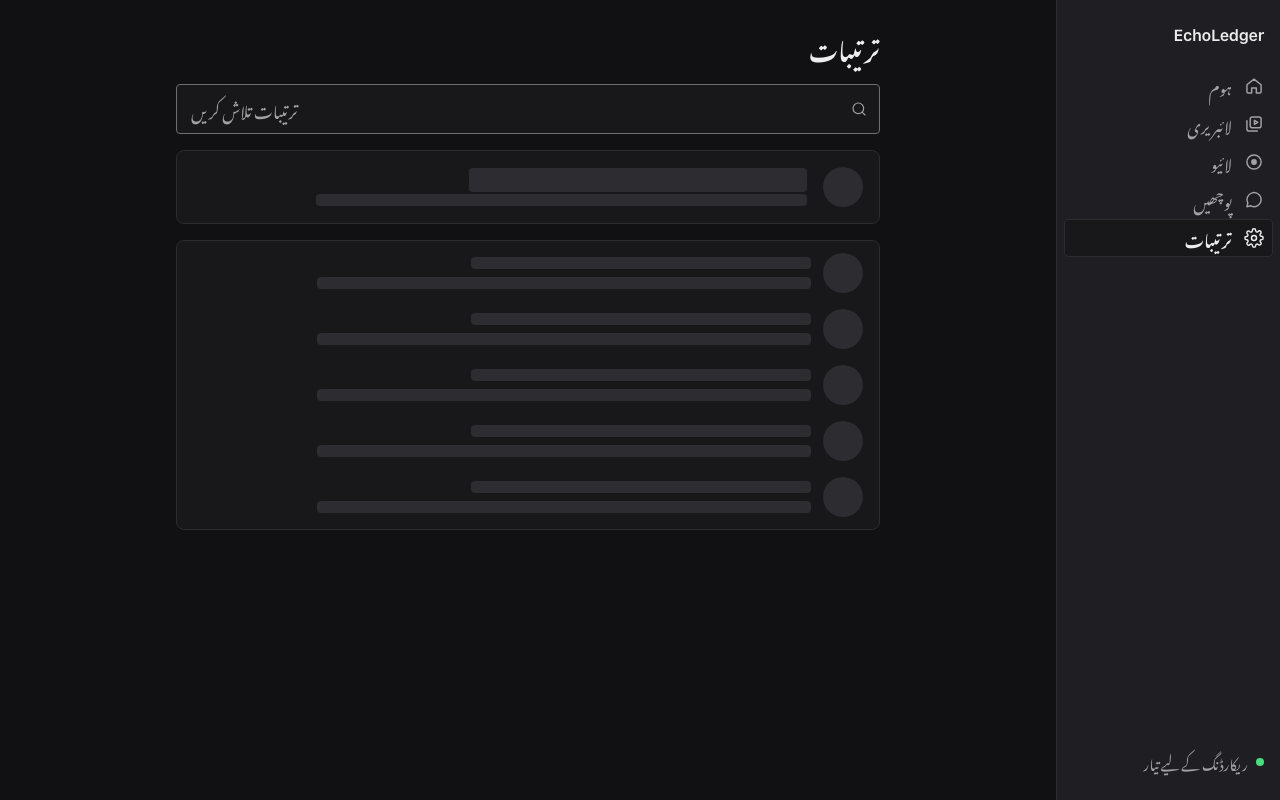 EchoLedger
ہوم
لائبریری
لائیو
پوچھیں
ترتیبات
ریکارڈنگ کے لیے تیار
ترتیبات
ترتیبات تلاش کریں